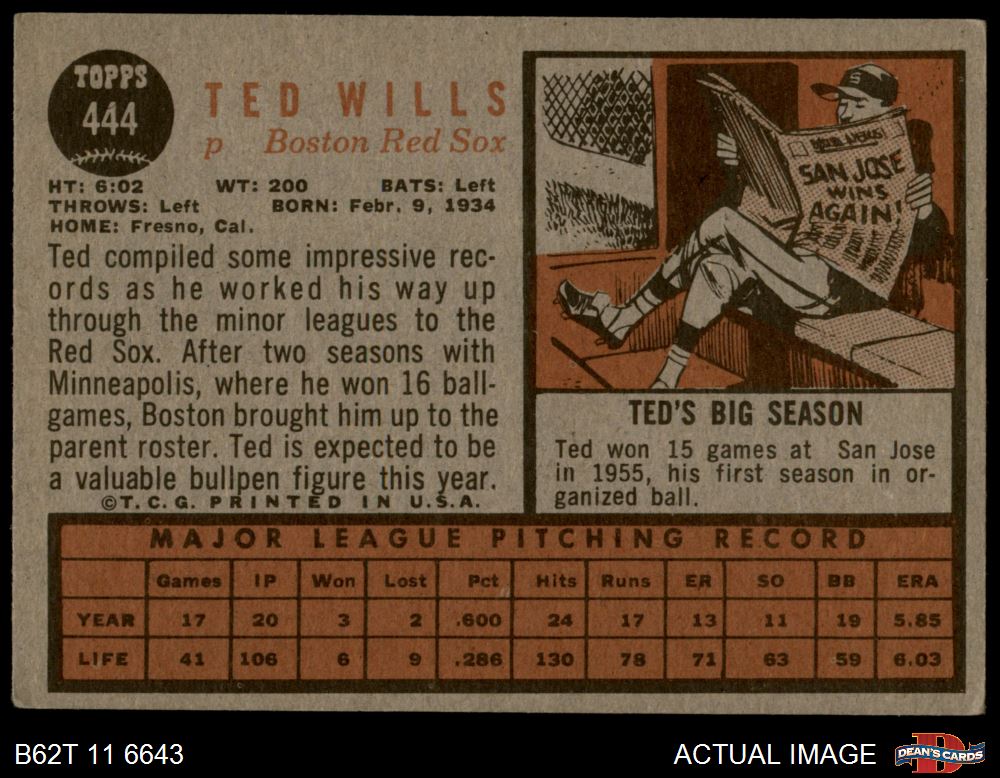 TOPPS
444
TED WILLS
p Boston Red Sox
HT: 6:02 WT: 200 BATS: Left
THROWS: Left BORN: Febr. 9, 1934
HOME: Fresno, Cal.
Ted compiled some impressive rec-
ords as he worked his way up
through the minor leagues to the
Red Sox. After two seasons with
Minneapolis, where he won 16 ball-
games, Boston brought him up to the
parent roster. Ted is expected to be
a valuable bullpen figure this year.
©T.C.G. PRINTED IN U.S.A.
S
SAN JOSE
WINS
AGAIN!
TED'S BIG SEASON
Ted won 15 games at San Jose
in 1955, his first season in or-
ganized ball.
MAJOR LEAGUE PITCHING RECORD
Games IP Won Lost Pct Hits Runs ER SO BB ERA
YEAR 17 20 3 2 .600 24 17 13 11 19 5.85
LIFE 41 106 6 9 .286 130 78 71 63 59 6.03
B62T 11 6643
ACTUAL IMAGE
DEAN'S CARDS